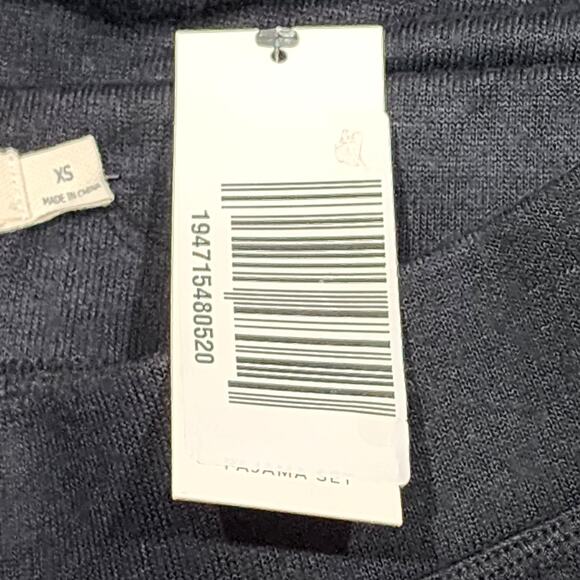 XS
MADE IN CHINA
194715480520
PAJAMA SET